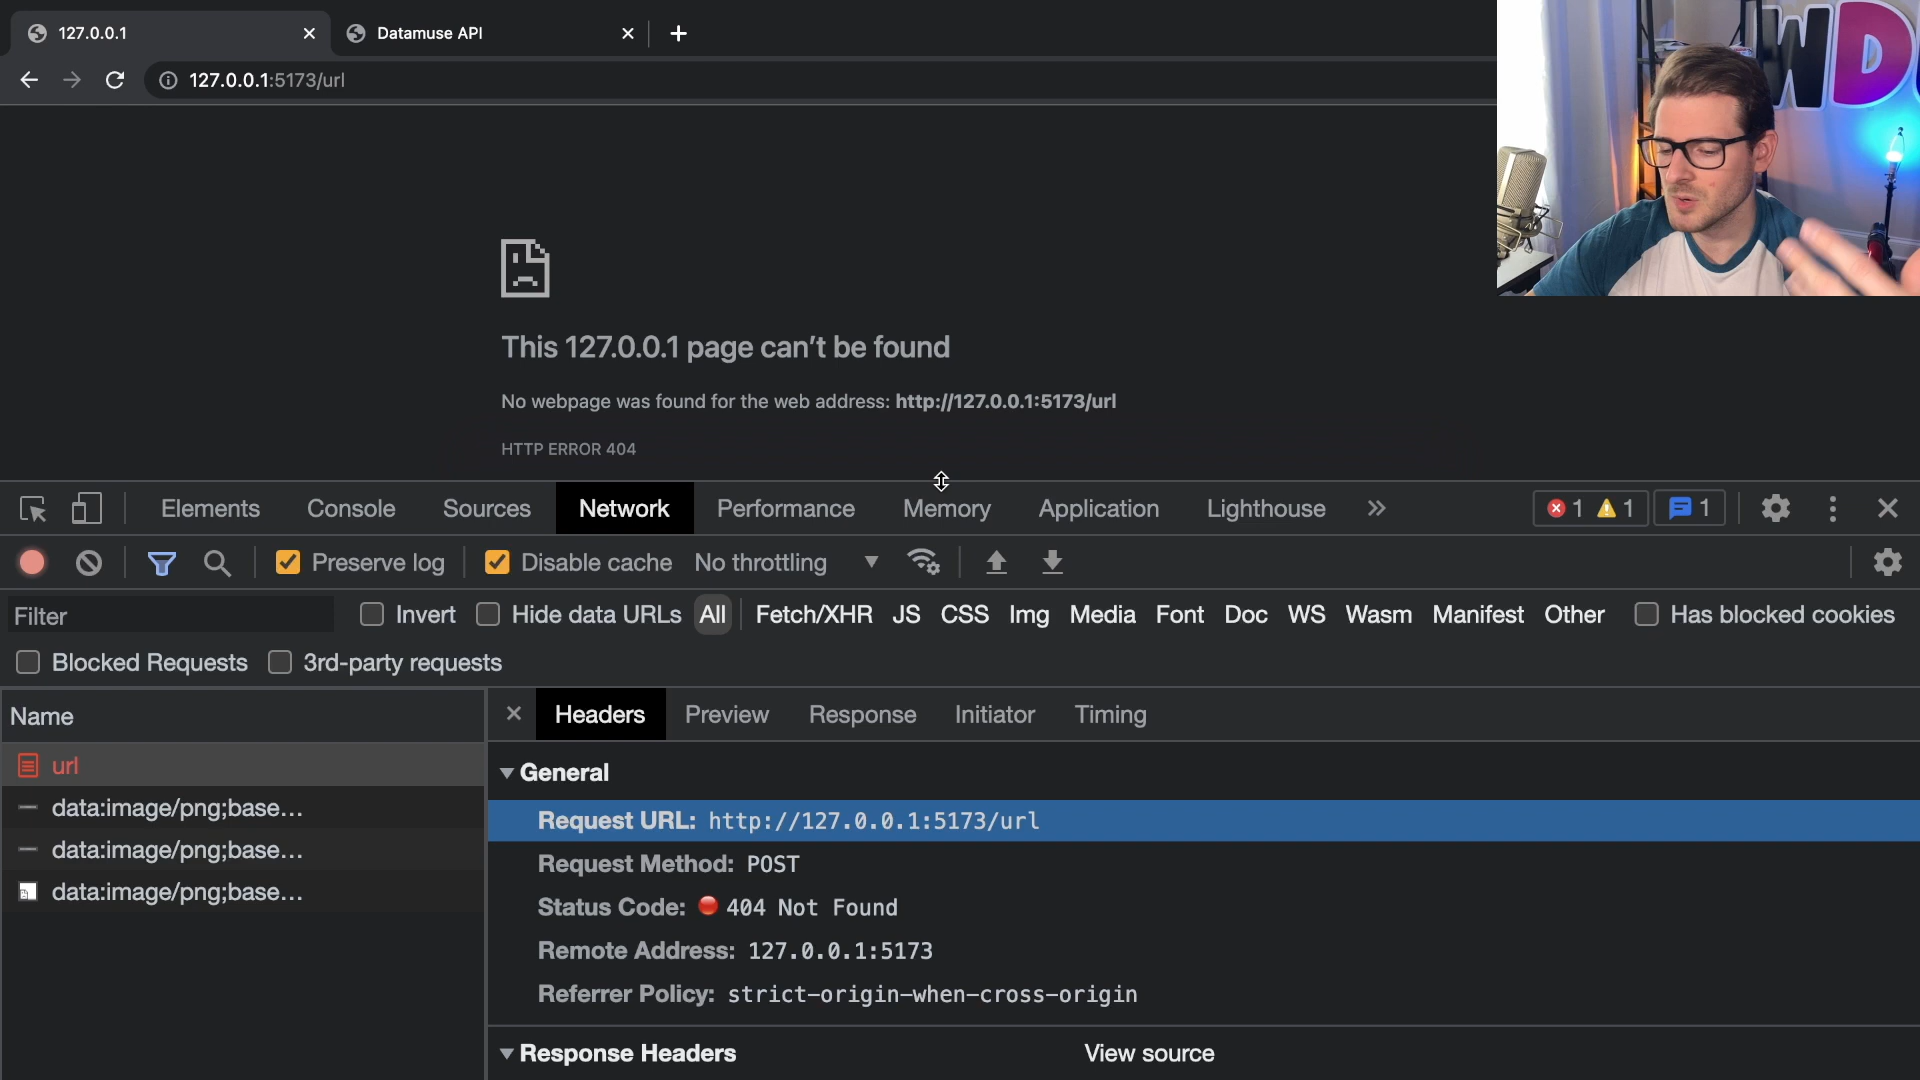 127.0.0.1
Datamuse API
127.0.0.1:5173/url
WD
This 127.0.0.1 page can't be found
No webpage was found for the web address: http://127.0.0.1:5173/url
HTTP ERROR 404
Elements Console Sources Network Performance Memory Application Lighthouse 1 1 1
Preserve log Disable cache No throttling
Filter Invert Hide data URLs All Fetch/XHR JS CSS Img Media Font Doc WS Wasm Manifest Other Has blocked cookies
Blocked Requests 3rd-party requests
Name
url
data:image/png;base...
data:image/png;base...
data:image/png;base...
Headers Preview Response Initiator Timing
General
Request URL: http://127.0.0.1:5173/url
Request Method: POST
Status Code: 404 Not Found
Remote Address: 127.0.0.1:5173
Referrer Policy: strict-origin-when-cross-origin
Response Headers View source